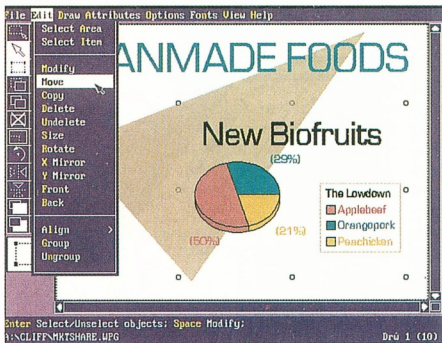 File Edit Draw Attributes Options Fonts View Help
Select Area
Select Item
Modify
Move
Copy
Delete
Undelete
Size
Rotate
X Mirror
Y Mirror
Front
Back
Align >
Group
Ungroup
ANMADE FOODS
New Biofruits
(29%)
(50%)
(21%)
The Lowdown
Applebeef
Orangopork
Peachicken
Enter Select/Unselect objects; Space Modify;
A:\CLIFF\MKTSHARE.WPG Drú 1 (10)